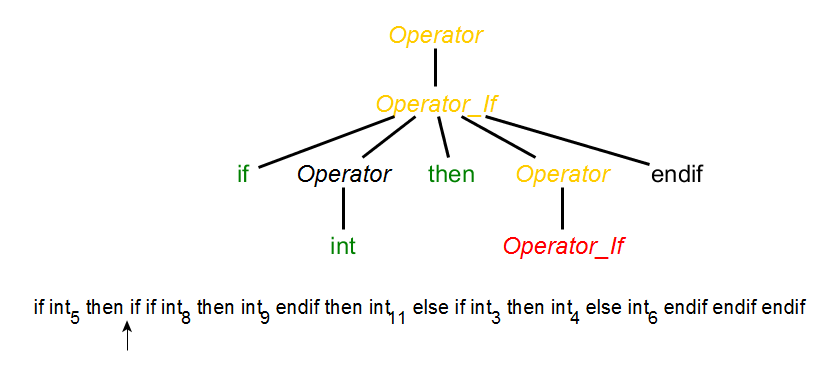 Operator
Operator_If
if Operator then Operator endif
int Operator_If
if int5 then if if int8 then int9 endif then int11 else if int3 then int4 else int6 endif endif endif